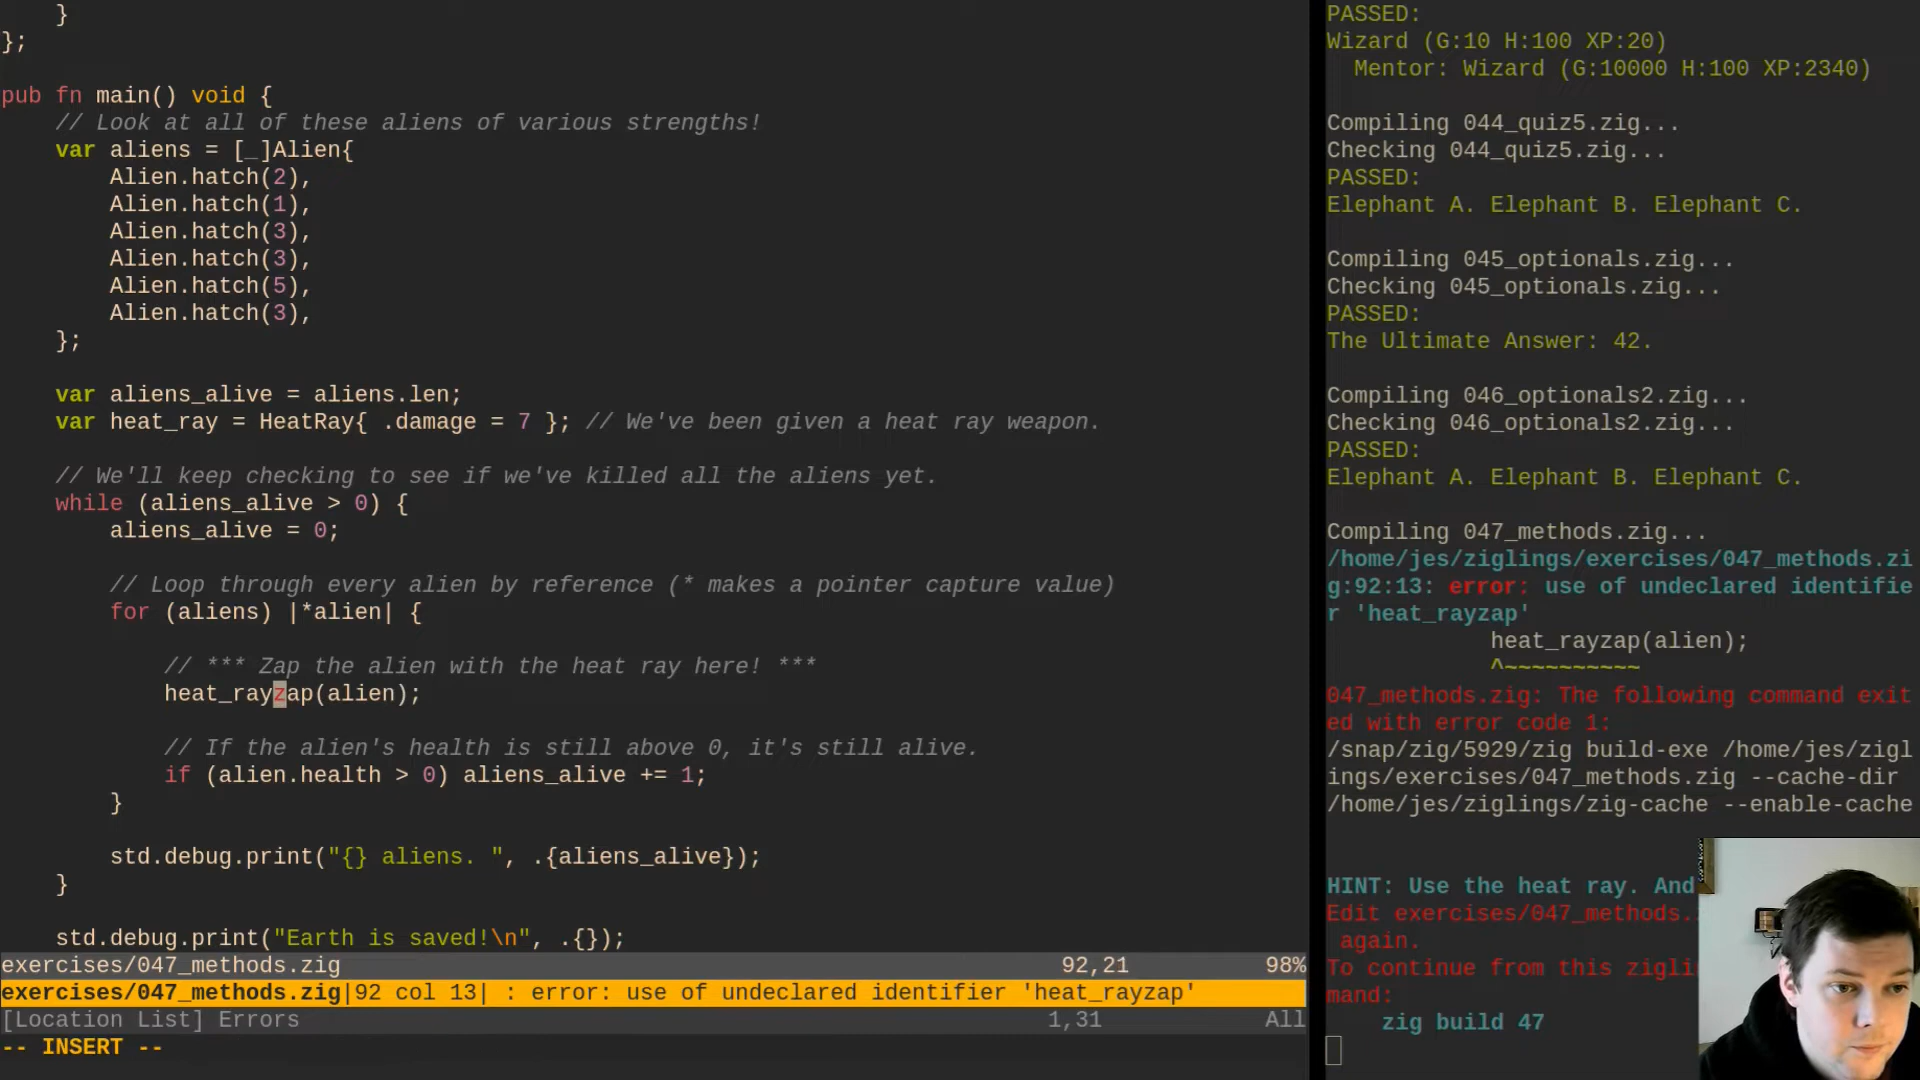 }
};

pub fn main() void {
    // Look at all of these aliens of various strengths!
    var aliens = [_]Alien{
        Alien.hatch(2),
        Alien.hatch(1),
        Alien.hatch(3),
        Alien.hatch(3),
        Alien.hatch(5),
        Alien.hatch(3),
    };

    var aliens_alive = aliens.len;
    var heat_ray = HeatRay{ .damage = 7 }; // We've been given a heat ray weapon.

    // We'll keep checking to see if we've killed all the aliens yet.
    while (aliens_alive > 0) {
        aliens_alive = 0;

        // Loop through every alien by reference (* makes a pointer capture value)
        for (aliens) |*alien| {

            // *** Zap the alien with the heat ray here! ***
            heat_rayzap(alien);

            // If the alien's health is still above 0, it's still alive.
            if (alien.health > 0) aliens_alive += 1;
        }

        std.debug.print("{} aliens. ", .{aliens_alive});
    }

    std.debug.print("Earth is saved!\n", .{});
exercises/047_methods.zig 92,21 98%
exercises/047_methods.zig|92 col 13| : error: use of undeclared identifier 'heat_rayzap'
[Location List] Errors 1,31 All
-- INSERT --
PASSED:
Wizard (G:10 H:100 XP:20)
  Mentor: Wizard (G:10000 H:100 XP:2340)

Compiling 044_quiz5.zig...
Checking 044_quiz5.zig...
PASSED:
Elephant A. Elephant B. Elephant C.

Compiling 045_optionals.zig...
Checking 045_optionals.zig...
PASSED:
The Ultimate Answer: 42.

Compiling 046_optionals2.zig...
Checking 046_optionals2.zig...
PASSED:
Elephant A. Elephant B. Elephant C.

Compiling 047_methods.zig...
/home/jes/ziglings/exercises/047_methods.zi
g:92:13: error: use of undeclared identifie
r 'heat_rayzap'
            heat_rayzap(alien);
            ^~~~~~~~~~~
047_methods.zig: The following command exit
ed with error code 1:
/snap/zig/5929/zig build-exe /home/jes/zigl
ings/exercises/047_methods.zig --cache-dir
/home/jes/ziglings/zig-cache --enable-cache

HINT: Use the heat ray. And
Edit exercises/047_methods.
 again.
To continue from this zigli
mand:
    zig build 47